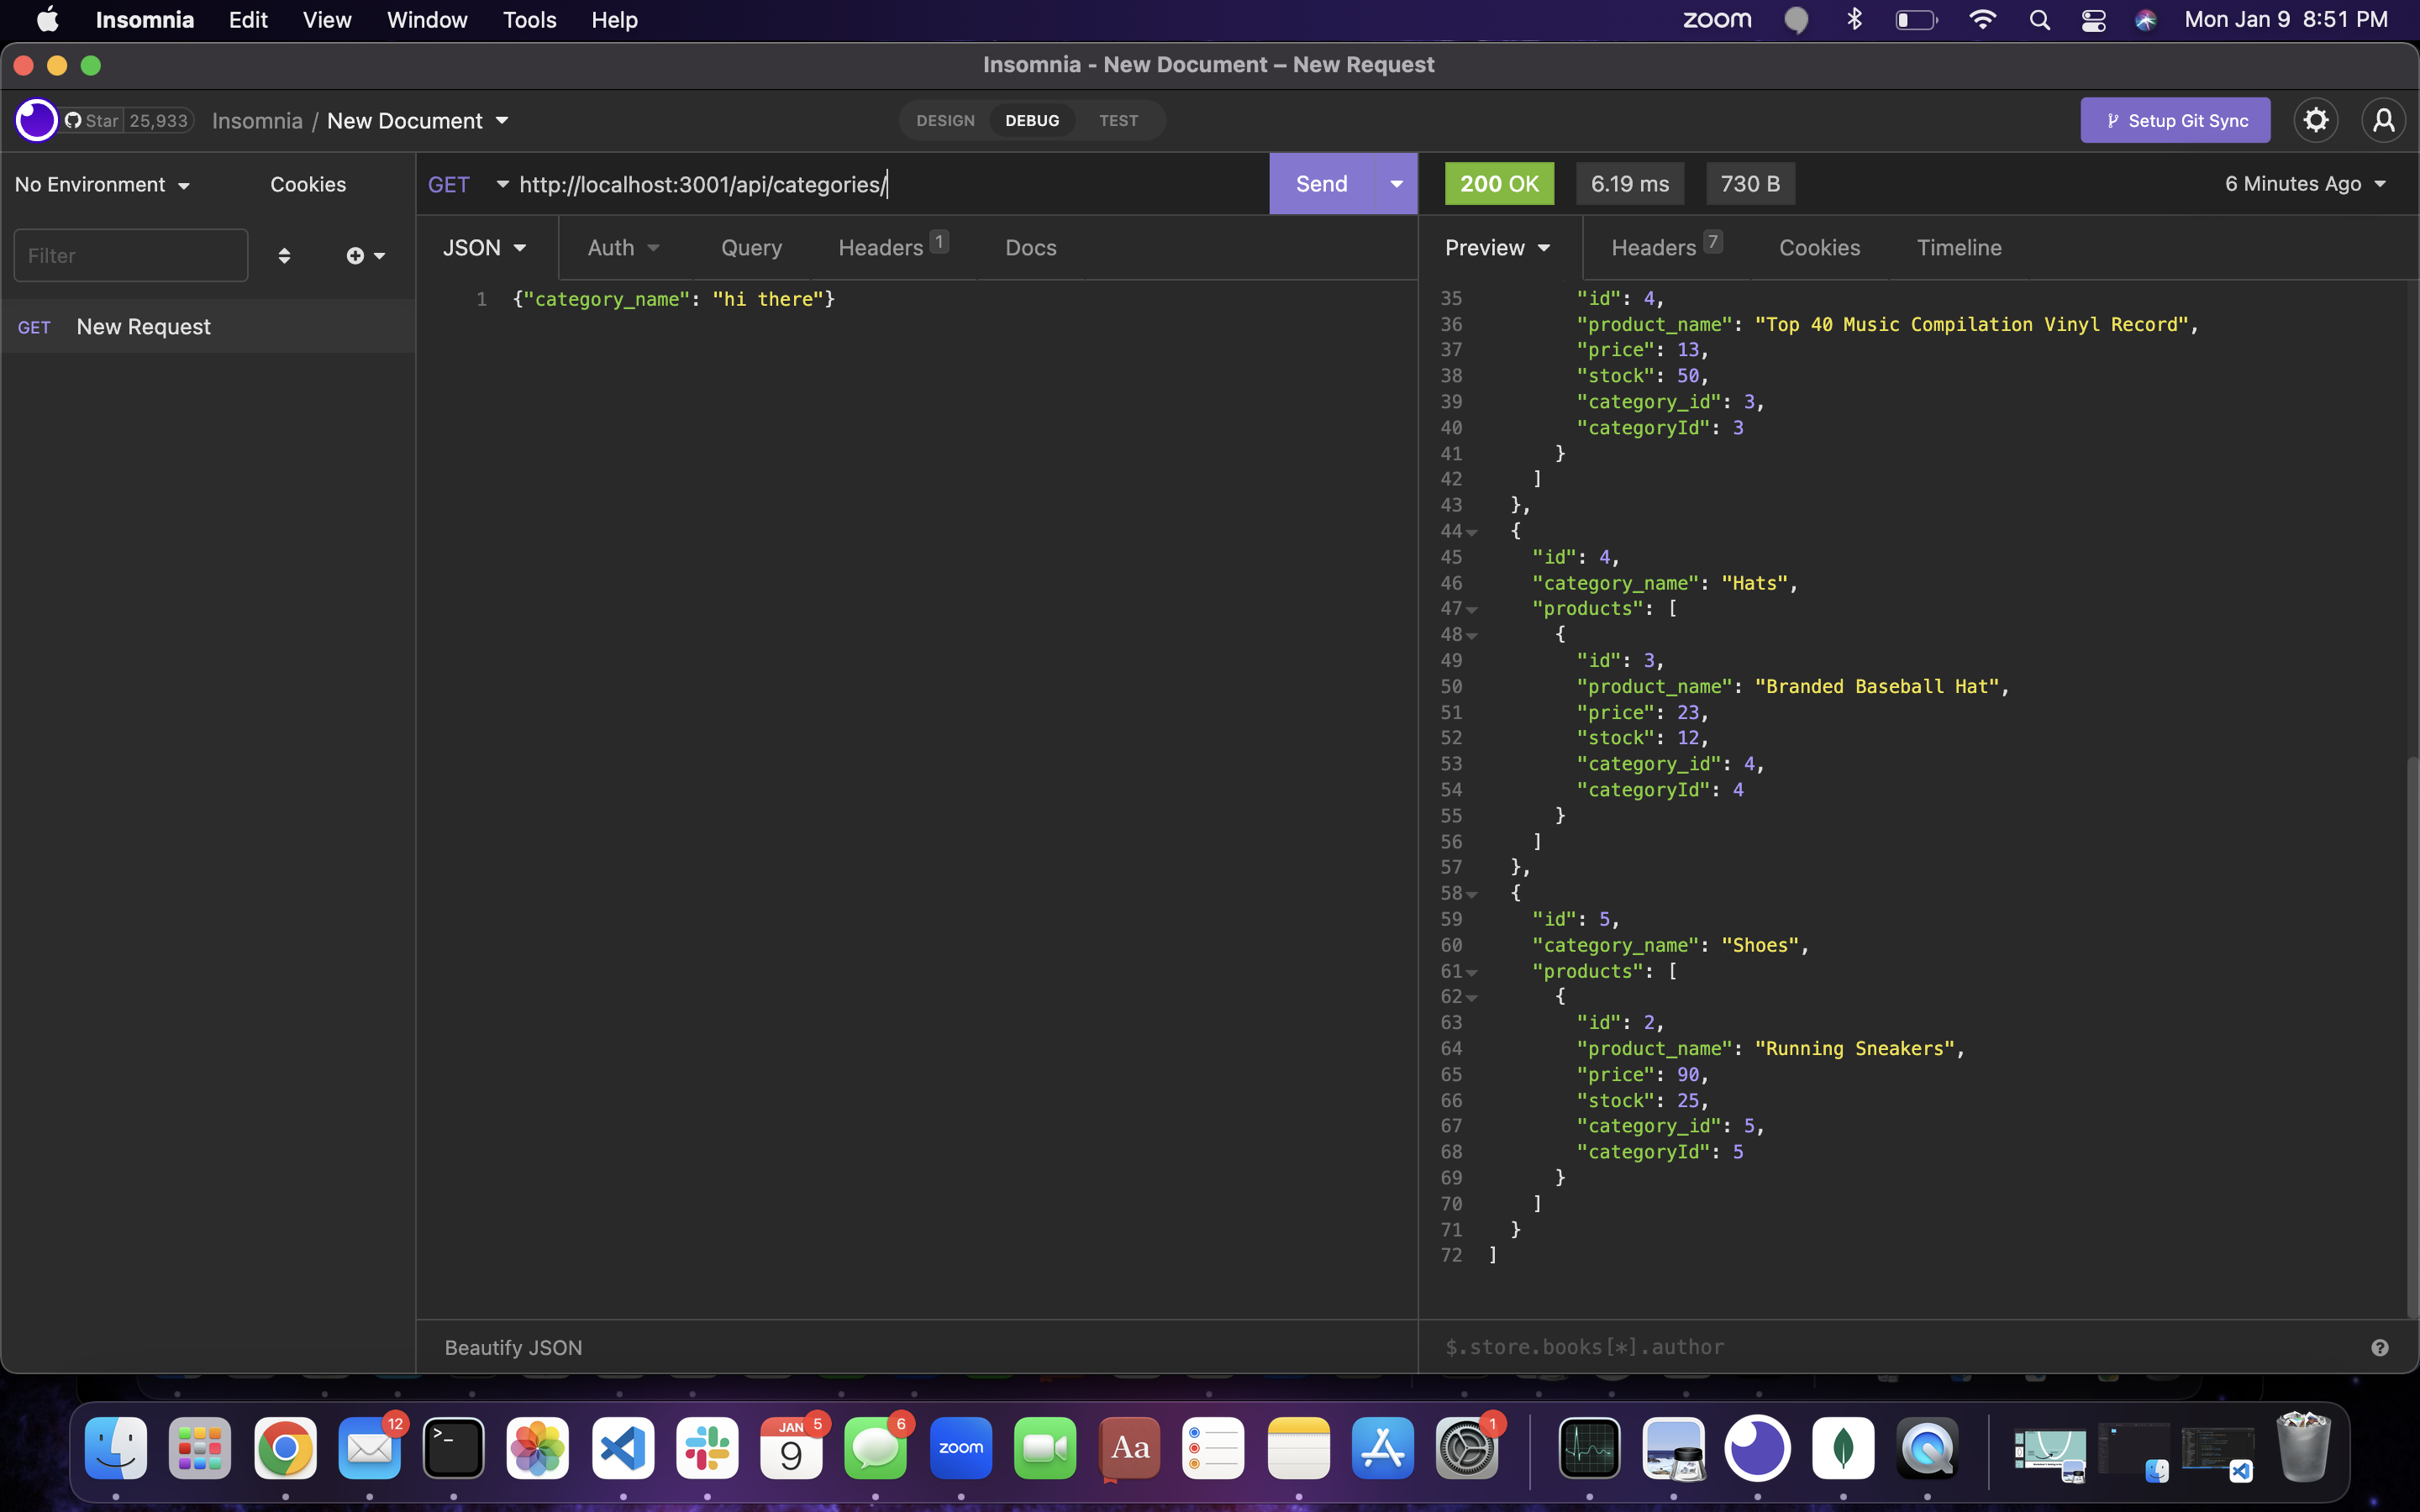 Insomnia Edit View Window Tools Help zoom Mon Jan 9 8:51 PM
Insomnia - New Document – New Request
Star 25,933 Insomnia / New Document DESIGN DEBUG TEST Setup Git Sync
No Environment Cookies GET http://localhost:3001/api/categories/ Send 200 OK 6.19 ms 730 B 6 Minutes Ago
Filter JSON Auth Query Headers 1 Docs Preview Headers 7 Cookies Timeline
GET New Request
1 {"category_name": "hi there"}
35 "id": 4,
36 "product_name": "Top 40 Music Compilation Vinyl Record",
37 "price": 13,
38 "stock": 50,
39 "category_id": 3,
40 "categoryId": 3
41 }
42 ]
43 },
44 {
45 "id": 4,
46 "category_name": "Hats",
47 "products": [
48 {
49 "id": 3,
50 "product_name": "Branded Baseball Hat",
51 "price": 23,
52 "stock": 12,
53 "category_id": 4,
54 "categoryId": 4
55 }
56 ]
57 },
58 {
59 "id": 5,
60 "category_name": "Shoes",
61 "products": [
62 {
63 "id": 2,
64 "product_name": "Running Sneakers",
65 "price": 90,
66 "stock": 25,
67 "category_id": 5,
68 "categoryId": 5
69 }
70 ]
71 }
72 ]
Beautify JSON $.store.books[*].author ?
12 >_ JAN 9 5 6 zoom Aa 1